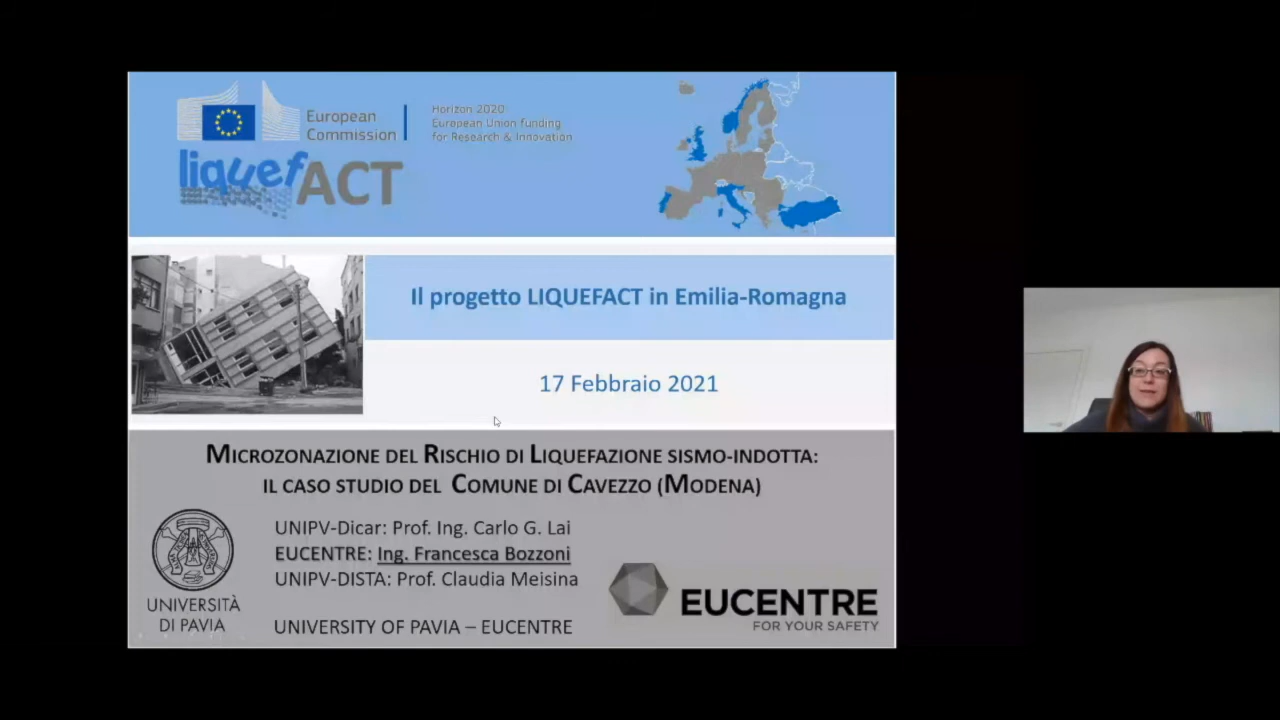 European
Commission
Horizon 2020
European Union funding
for Research & Innovation
liquefACT
Il progetto LIQUEFACT in Emilia-Romagna
17 Febbraio 2021
MICROZONAZIONE DEL RISCHIO DI LIQUEFAZIONE SISMO-INDOTTA:
IL CASO STUDIO DEL COMUNE DI CAVEZZO (MODENA)
UNIPV-Dicar: Prof. Ing. Carlo G. Lai
EUCENTRE: Ing. Francesca Bozzoni
UNIPV-DISTA: Prof. Claudia Meisina
UNIVERSITY OF PAVIA – EUCENTRE
UNIVERSITÀ
DI PAVIA
EUCENTRE
FOR YOUR SAFETY